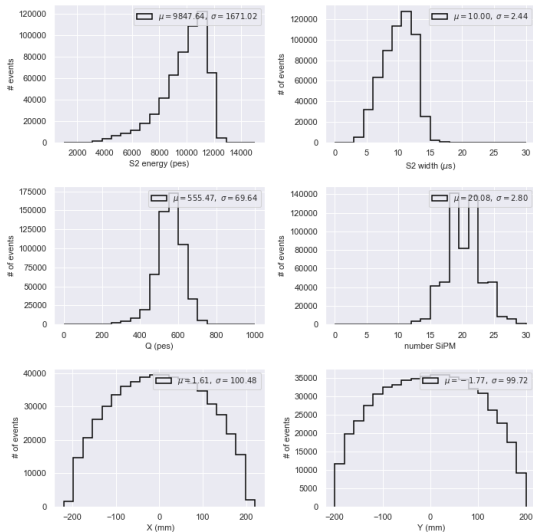 μ = 9847.64, σ = 1671.02
# of events
120000
100000
80000
60000
40000
20000
0
2000 4000 6000 8000 10000 12000 14000
S2 energy (pes)
μ = 10.00, σ = 2.44
# of events
120000
100000
80000
60000
40000
20000
0
0 5 10 15 20 25 30
S2 width (μs)
μ = 555.47, σ = 69.64
# of events
175000
150000
125000
100000
75000
50000
25000
0
0 200 400 600 800 1000
Q (pes)
μ = 20.08, σ = 2.80
# of events
140000
120000
100000
80000
60000
40000
20000
0
0 5 10 15 20 25 30
number SiPM
μ = 1.61, σ = 100.48
# of events
40000
30000
20000
10000
0
−200 −100 0 100 200
X (mm)
μ = −1.77, σ = 99.72
# of events
35000
30000
25000
20000
15000
10000
5000
0
−200 −100 0 100 200
Y (mm)